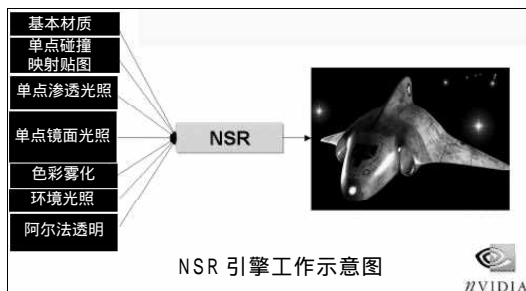 基本材质
单点碰撞
映射贴图
单点渗透光照
单点镜面光照
色彩雾化
环境光照
阿尔法透明
NSR
NSR 引擎工作示意图
nVIDIA